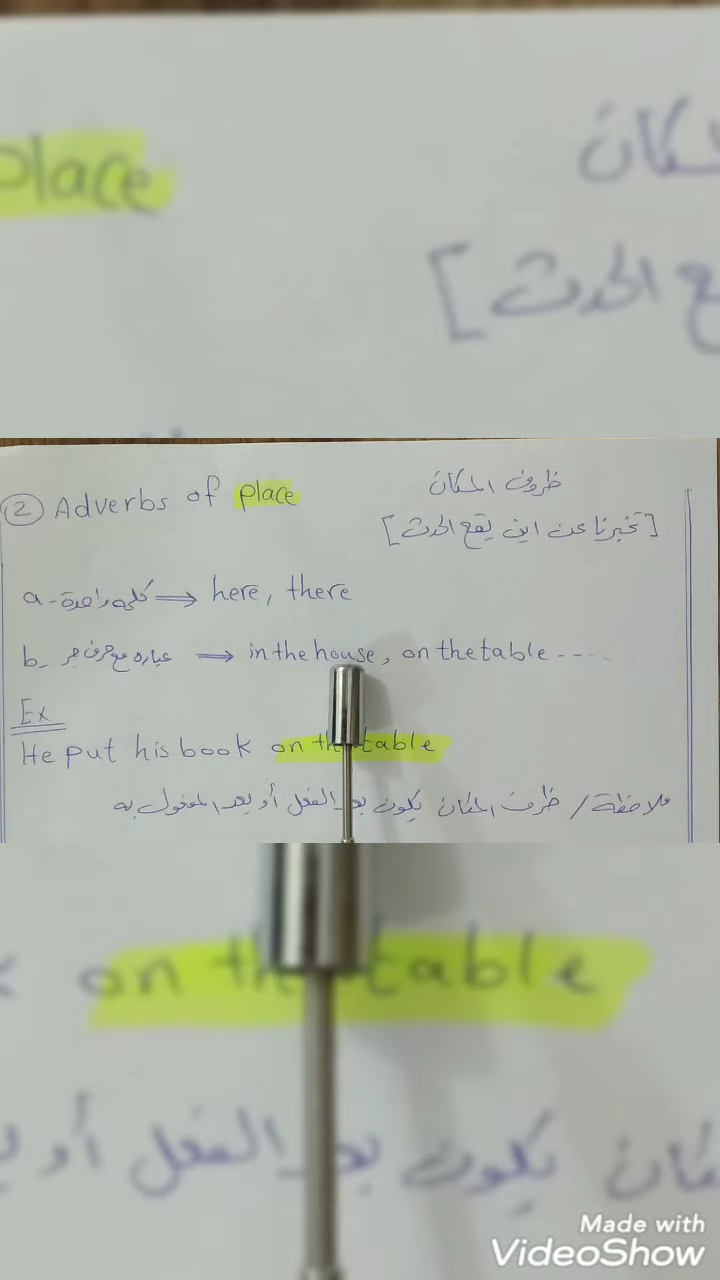 place
المكان
ع الحدث]
② Adverbs of place
ظروف المكان
[تخبرنا عن اين يقع الحدث]
a- كلمة واحدة ⟹ here, there
b- عباره مع حرف جر ⟹ in the house, on the table ----
Ex
He put his book on the table
ملاحظة / ظرف المكان يكون بعد الفعل أو بعد المفعول به
on the table
كان يكون بعد الفعل أو
Made with
VideoShow